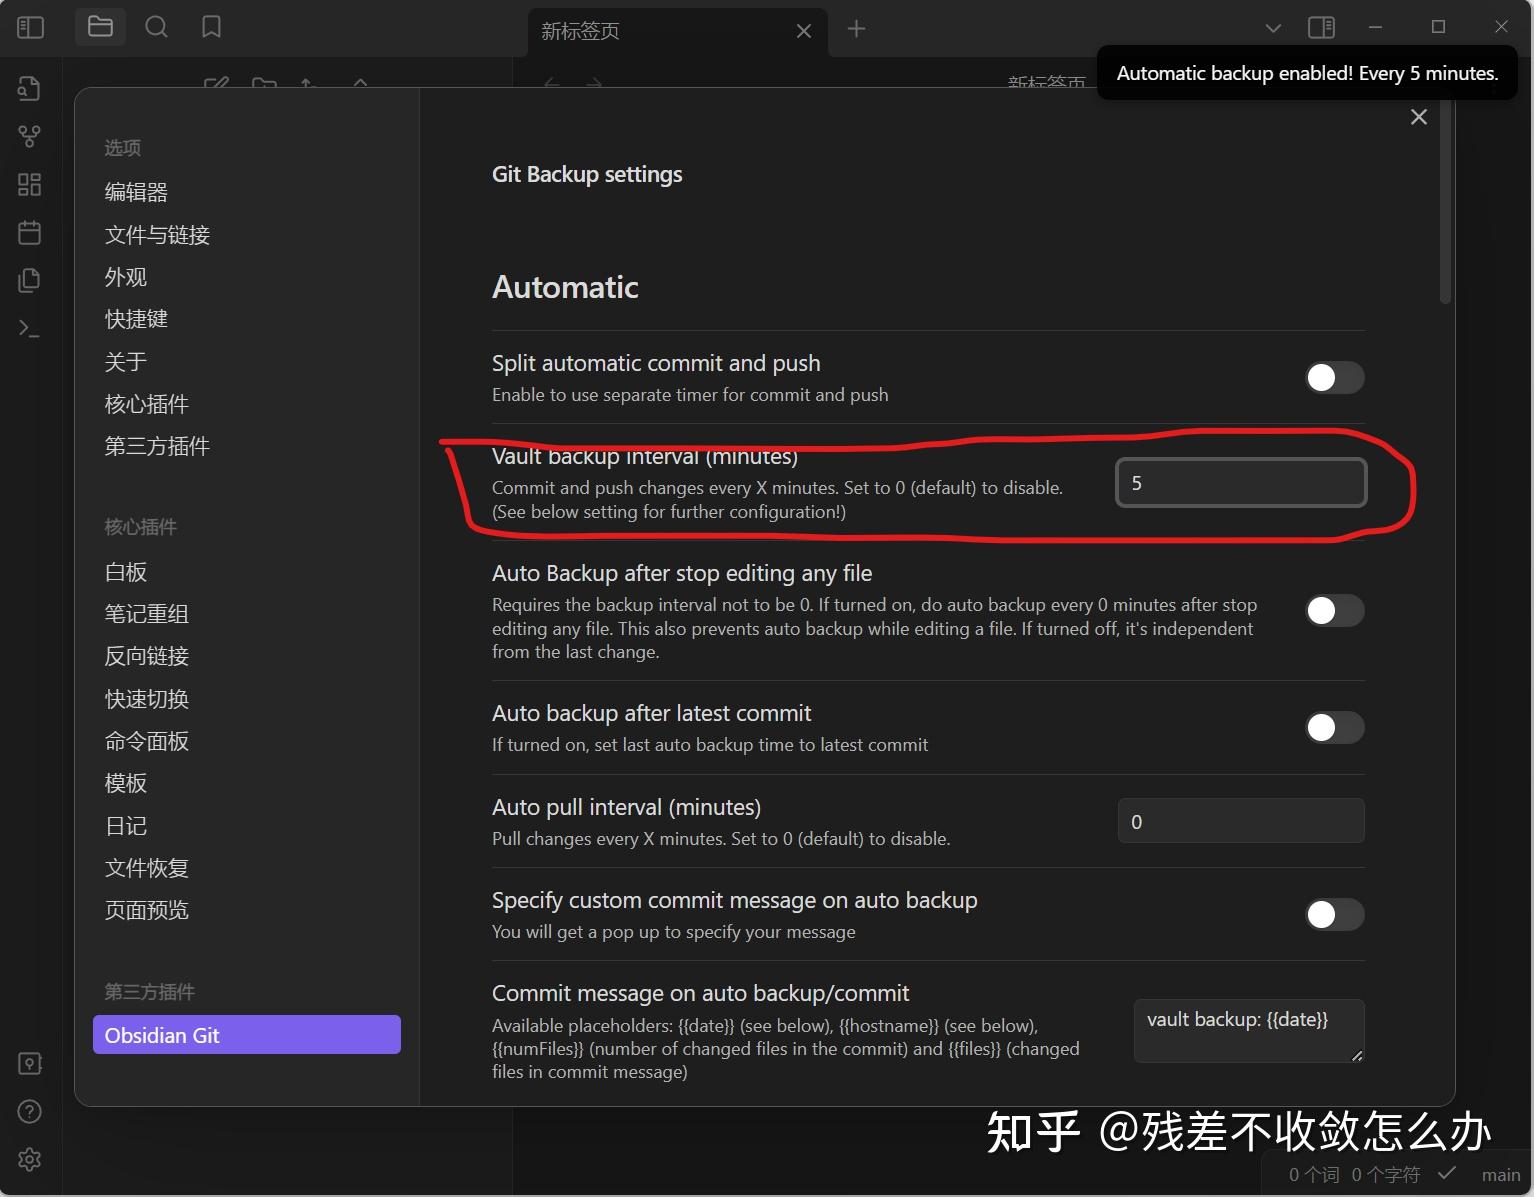 新标签页
新标签页
Automatic backup enabled! Every 5 minutes.
选项
编辑器
文件与链接
外观
快捷键
关于
核心插件
第三方插件
核心插件
白板
笔记重组
反向链接
快速切换
命令面板
模板
日记
文件恢复
页面预览
第三方插件
Obsidian Git
Git Backup settings
Automatic
Split automatic commit and push
Enable to use separate timer for commit and push
Vault backup interval (minutes)
Commit and push changes every X minutes. Set to 0 (default) to disable.
(See below setting for further configuration!)
5
Auto Backup after stop editing any file
Requires the backup interval not to be 0. If turned on, do auto backup every 0 minutes after stop
editing any file. This also prevents auto backup while editing a file. If turned off, it's independent
from the last change.
Auto backup after latest commit
If turned on, set last auto backup time to latest commit
Auto pull interval (minutes)
Pull changes every X minutes. Set to 0 (default) to disable.
0
Specify custom commit message on auto backup
You will get a pop up to specify your message
Commit message on auto backup/commit
Available placeholders: {{date}} (see below), {{hostname}} (see below),
{{numFiles}} (number of changed files in the commit) and {{files}} (changed
files in commit message)
vault backup: {{date}}
知乎 @残差不收敛怎么办
0 个词 0 个字符 main